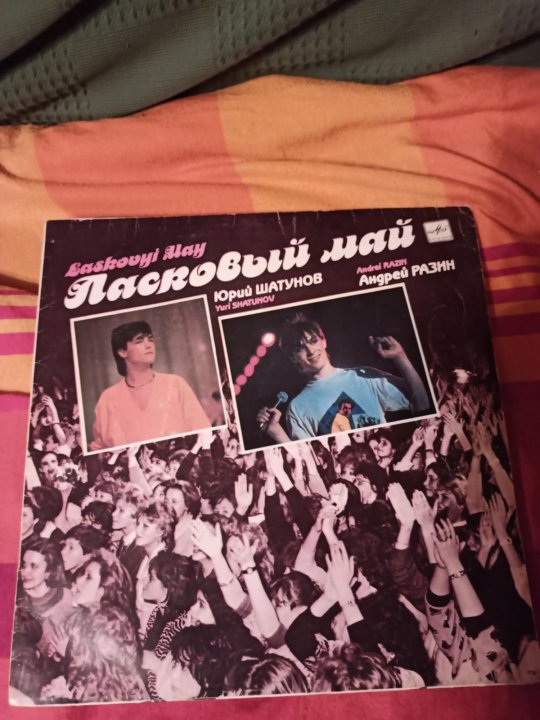 Laskovyi May
Ласковый май
Юрий ШАТУНОВ
Yuri SHATUNOV
Andrei RAZIN
Андрей РАЗИН